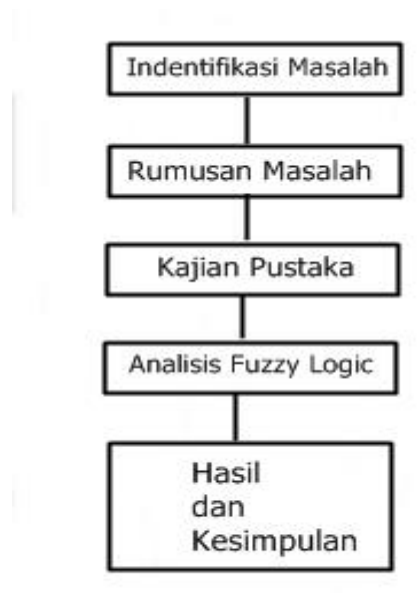 Indentifikasi Masalah
Rumusan Masalah
Kajian Pustaka
Analisis Fuzzy Logic
Hasil
dan
Kesimpulan